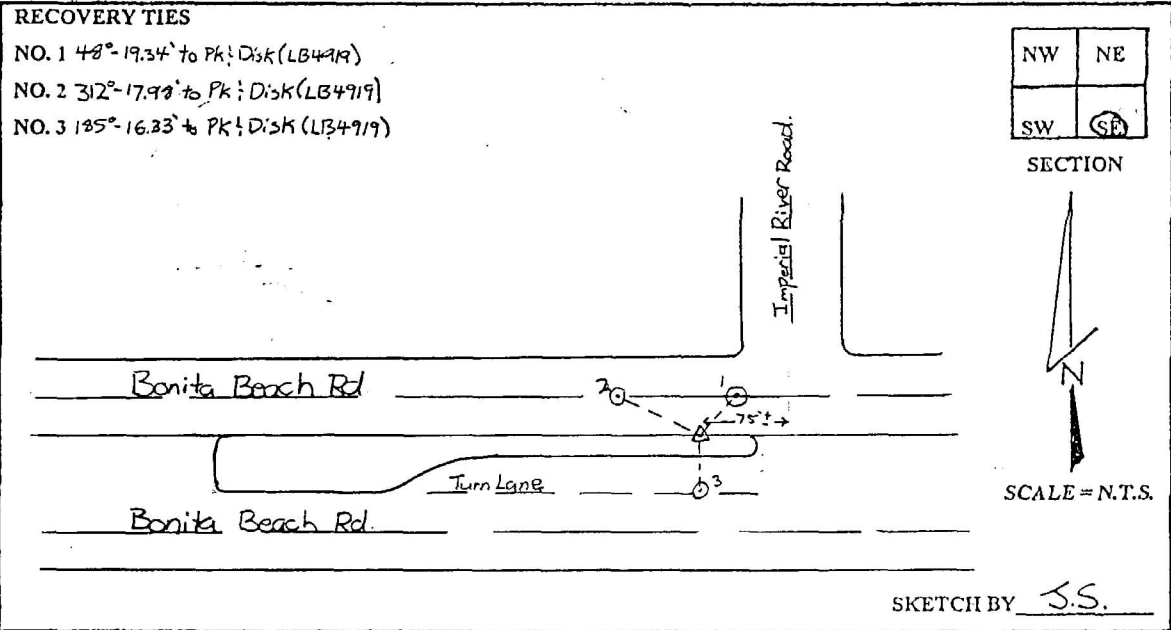 RECOVERY TIES
NO. 1 48°-19.34' to Pk & Disk (LB4919)
NO. 2 312°-17.98' to Pk & Disk (LB4919)
NO. 3 185°-16.33' to Pk & Disk (LB4919)
NW NE
SW SE
SECTION
Imperial River Road.
Bonita Beach Rd
2
1
75'±
Turn Lane
3
Bonita Beach Rd.
N
SCALE = N.T.S.
SKETCH BY J.S.